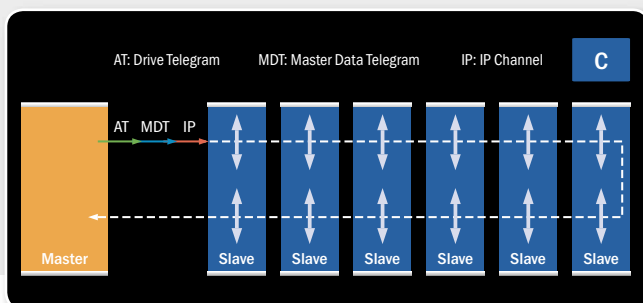 AT: Drive Telegram MDT: Master Data Telegram IP: IP Channel C
AT MDT IP
Master Slave Slave Slave Slave Slave Slave